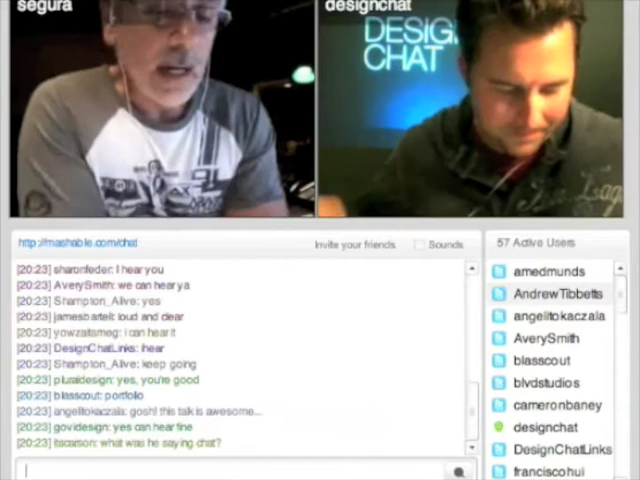 segura
designchat
DESIGN
CHAT
http://mashable.com/chat
Invite your friends
Sounds
57 Active Users
[20:23] sharonfeder: I hear you
[20:23] AverySmith: we can hear ya
[20:23] Shampton_Alive: yes
[20:23] jamesbartell: loud and clear
[20:23] yowzaitsmeg: i can hear it
[20:23] DesignChatLinks: ihear
[20:23] Shampton_Alive: keep going
[20:23] pluraldesign: yes, you're good
[20:23] blasscout: portfolio
[20:23] angelitokaczala: gosh! this talk is awesome...
[20:23] govidesign: yes can hear fine
[20:23] itscarson: what was he saying chat?
amedmunds
AndrewTibbetts
angelitokaczala
AverySmith
blasscout
blvdstudios
cameronbaney
designchat
DesignChatLinks
franciscohui